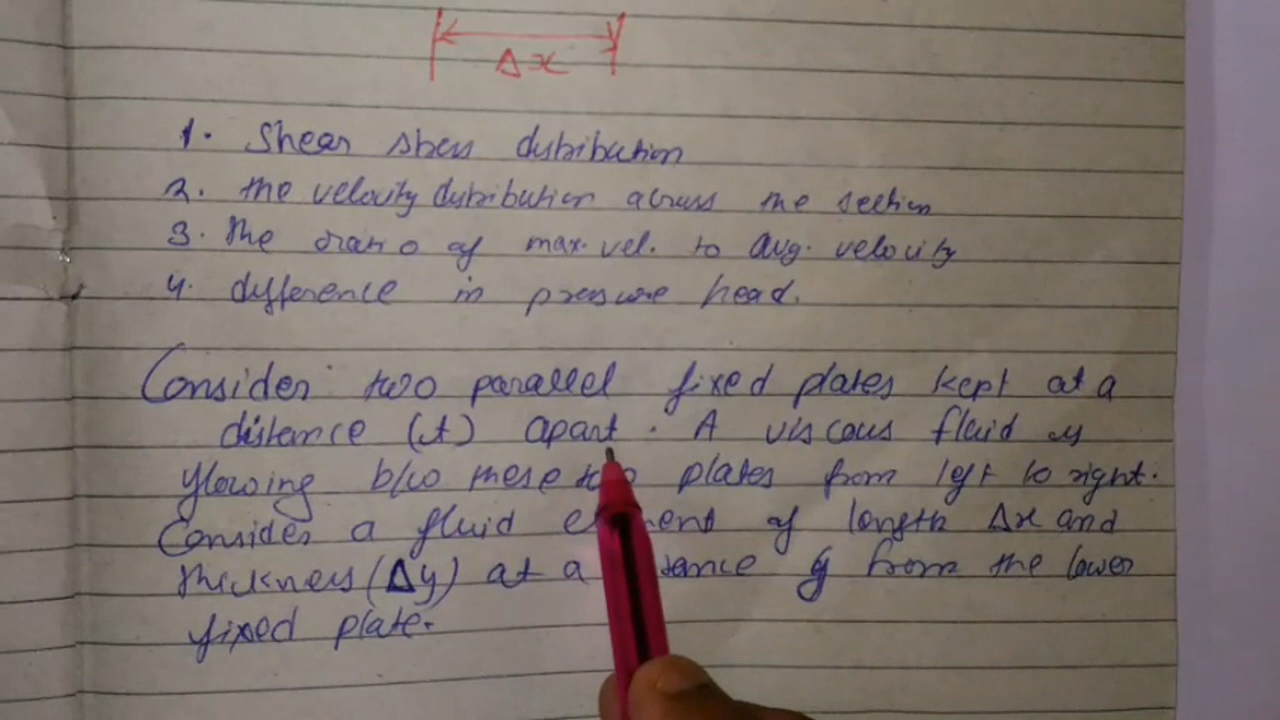 Δx
1. Shear stress distribution
2. the velocity distribution across the section
3. The ratio of max. vel. to avg. velocity
4. difference in pressure head.
Consider two parallel fixed plates kept at a
distance (t) apart. A viscous fluid is
flowing b/w these two plates from left to right.
Consider a fluid of length Δx and
thickness (Δy) at a y from the lower
fixed plate.